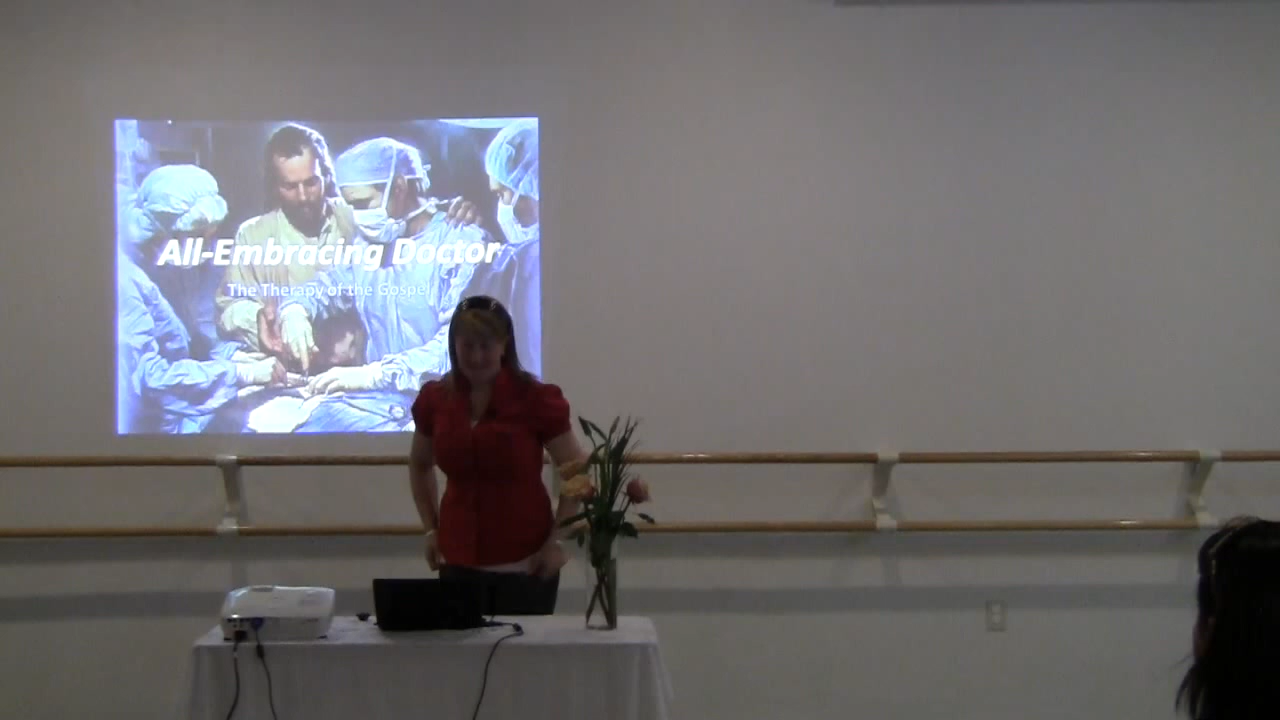 All-Embracing Doctor
The Therapy of the Gospel